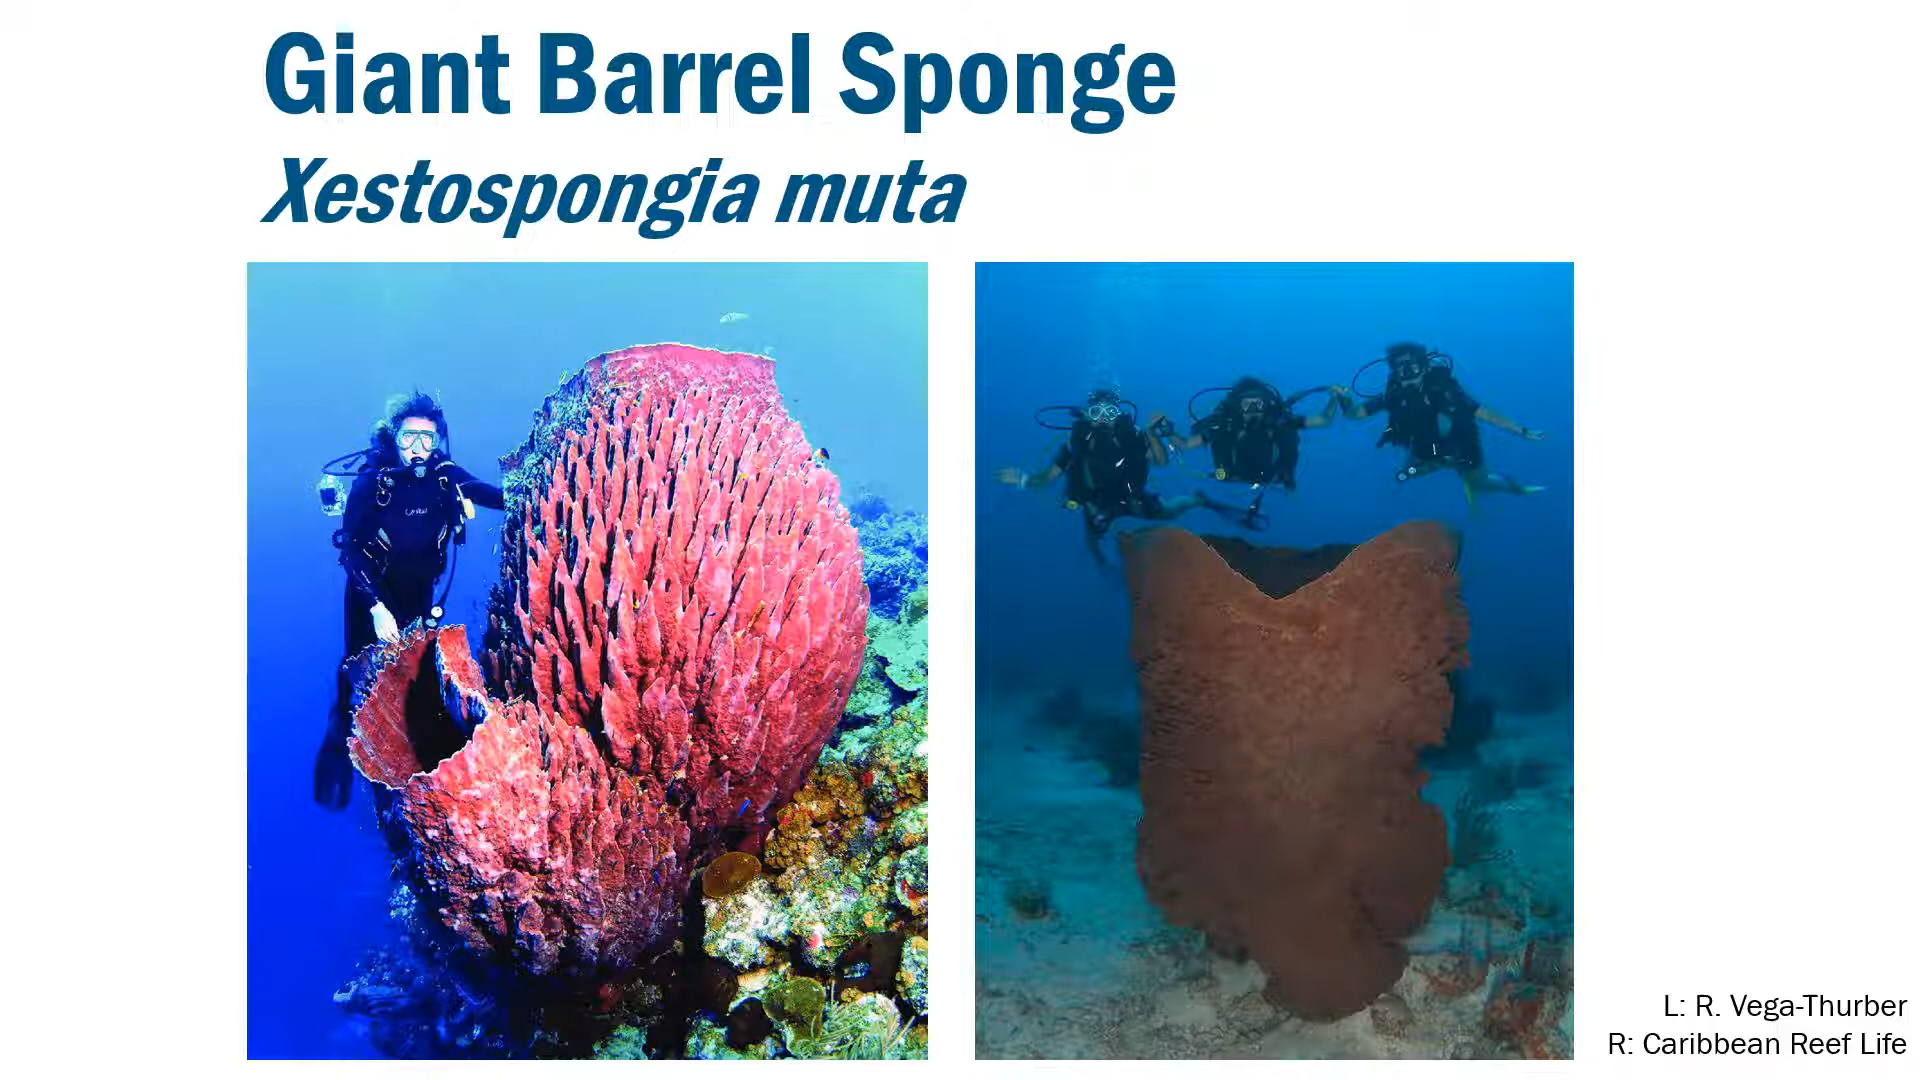 Giant Barrel Sponge
Xestospongia muta
L: R. Vega-Thurber
R: Caribbean Reef Life